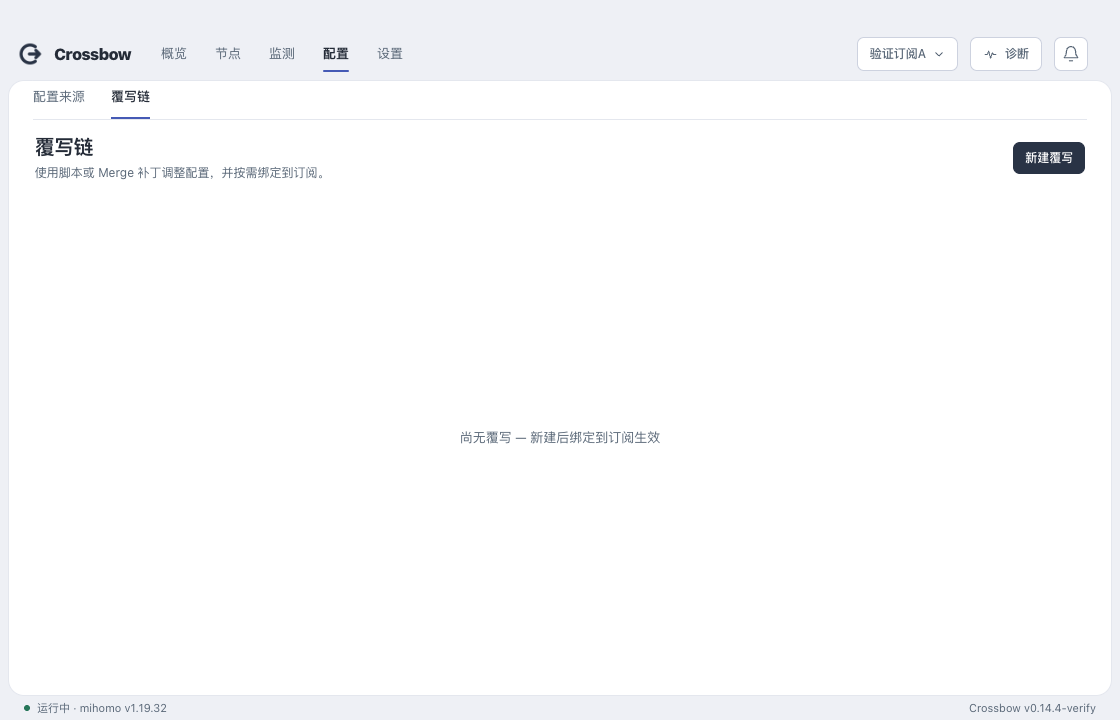 Crossbow 概览 节点 监测 配置 设置 验证订阅A 诊断
配置来源 覆写链
覆写链
使用脚本或 Merge 补丁调整配置，并按需绑定到订阅。
新建覆写
尚无覆写 — 新建后绑定到订阅生效
运行中 · mihomo v1.19.32
Crossbow v0.14.4-verify